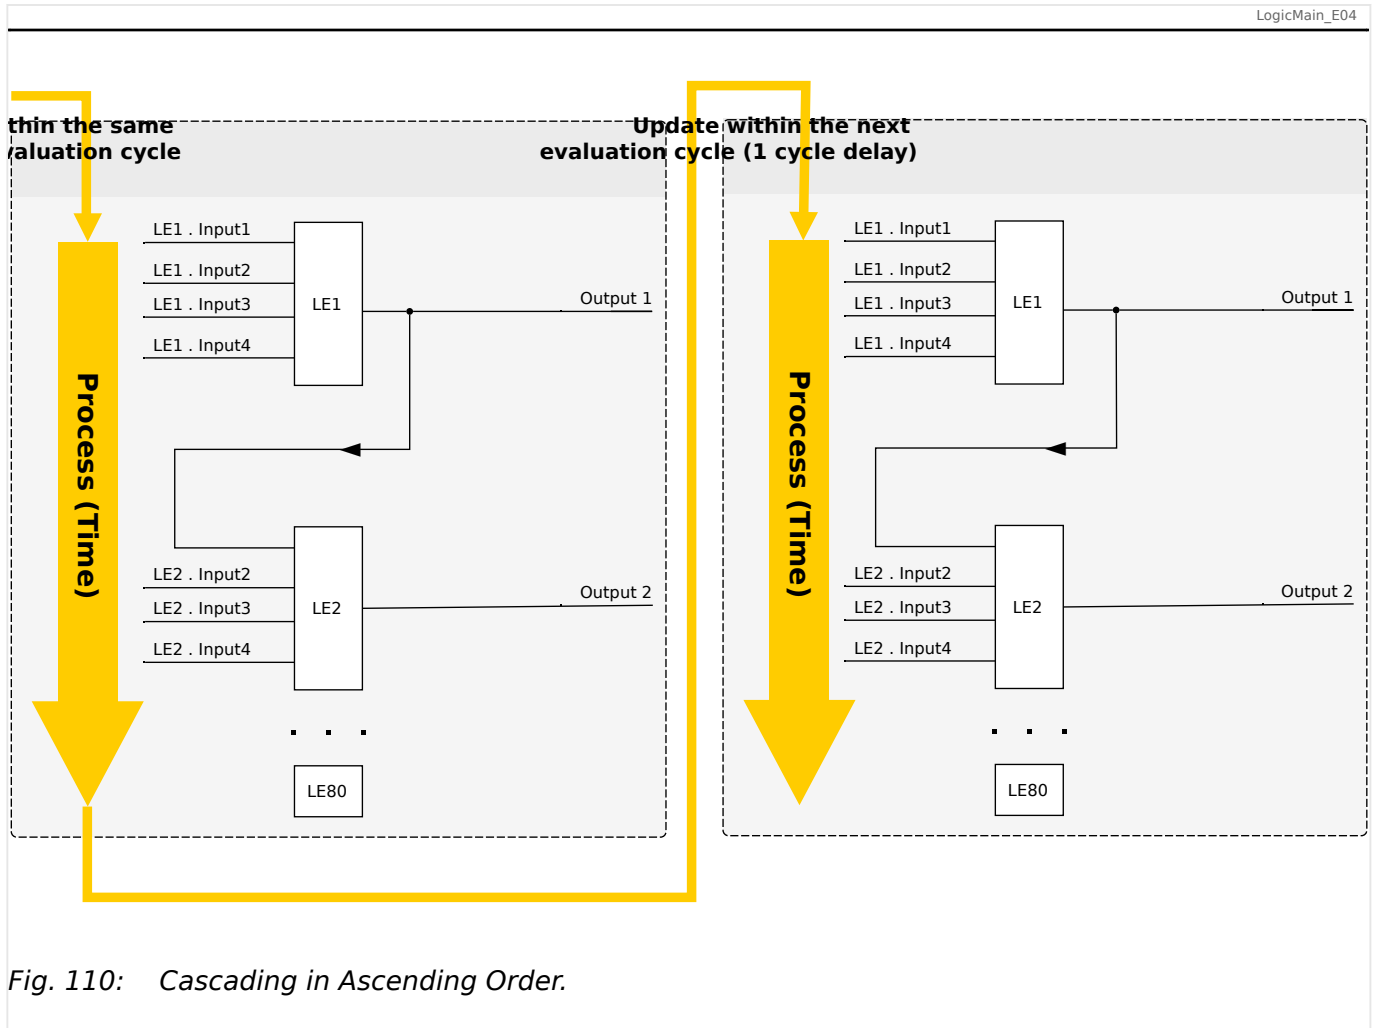 LogicMain_E04
thin the same
valuation cycle
Update within the next
evaluation cycle (1 cycle delay)
LE1 . Input1
LE1 . Input2
LE1 . Input3
LE1 . Input4
LE1
Output 1
Process (Time)
LE2 . Input2
LE2 . Input3
LE2 . Input4
LE2
Output 2
. . .
LE80
LE1 . Input1
LE1 . Input2
LE1 . Input3
LE1 . Input4
LE1
Output 1
Process (Time)
LE2 . Input2
LE2 . Input3
LE2 . Input4
LE2
Output 2
. . .
LE80
Fig. 110: Cascading in Ascending Order.